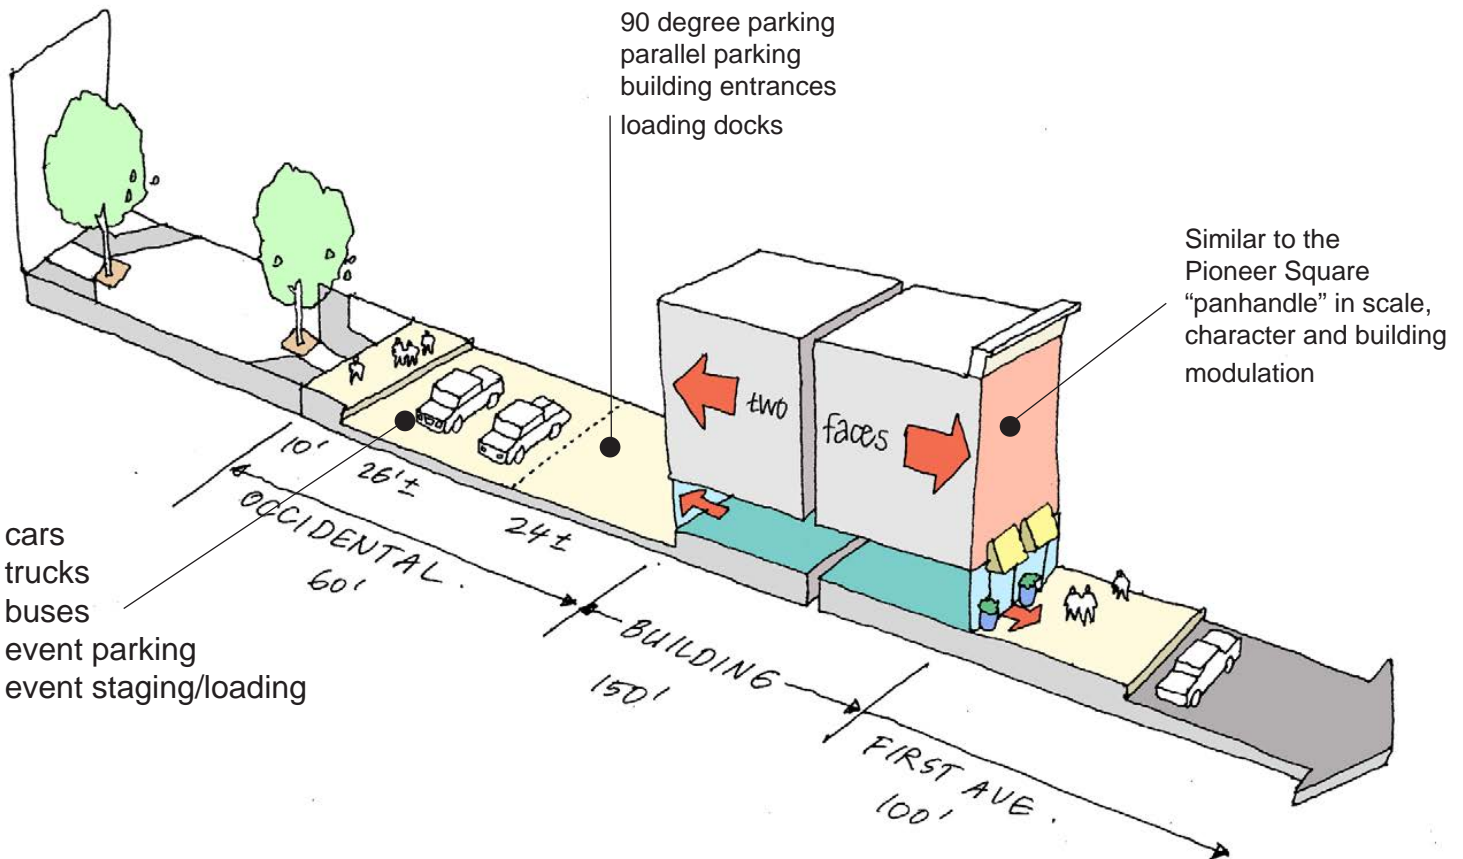 90 degree parking
parallel parking
building entrances
loading docks
Similar to the
Pioneer Square
“panhandle” in scale,
character and building
modulation
two
faces
10'
26'±
24±
OCCIDENTAL.
60'
cars
trucks
buses
event parking
event staging/loading
BUILDING
150'
FIRST AVE.
100'